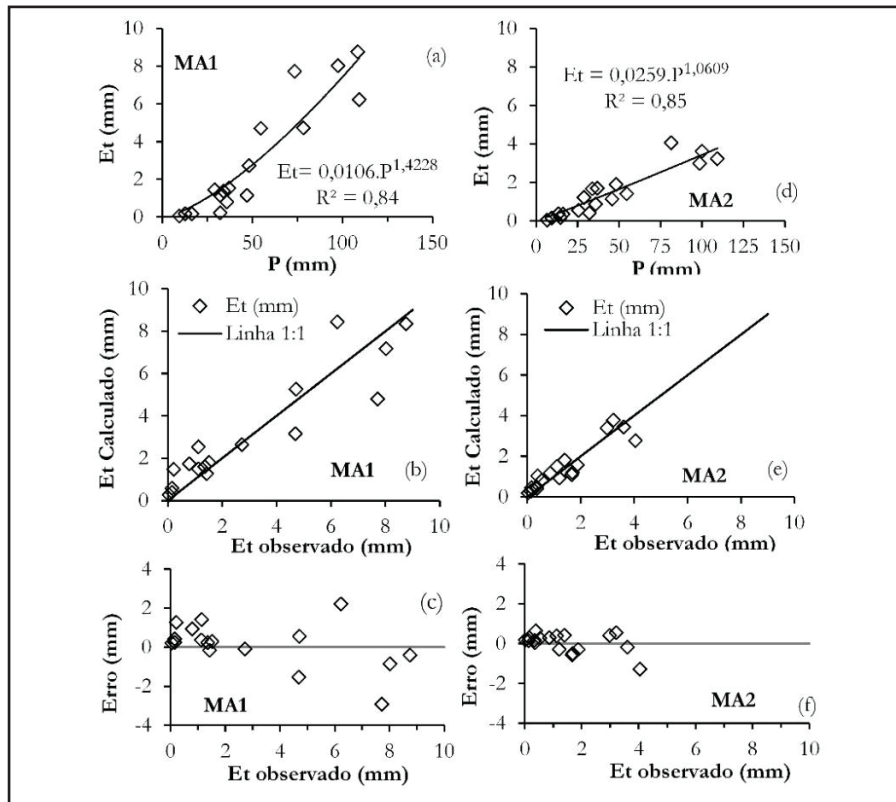 MA1
(a)
Et (mm)
10
8
6
4
2
0
Et= 0,0106.P^1,4228
R² = 0,84
0 50 100 150
P (mm)
(d)
Et (mm)
10
8
6
4
2
0
Et = 0,0259.P^1,0609
R² = 0,85
MA2
0 25 50 75 100 125 150
P (mm)
Et Calculado (mm)
10
8
6
4
2
0
Et (mm)
Linha 1:1
MA1
(b)
0 2 4 6 8 10
Et observado (mm)
Et Calculado (mm)
10
8
6
4
2
0
Et (mm)
Linha 1:1
(e)
MA2
0 2 4 6 8 10
Et observado (mm)
Erro (mm)
4
2
0
-2
-4
(c)
MA1
0 2 4 6 8 10
Et observado (mm)
Erro (mm)
4
2
0
-2
-4
MA2
(f)
0 2 4 6 8 10
Et observado (mm)